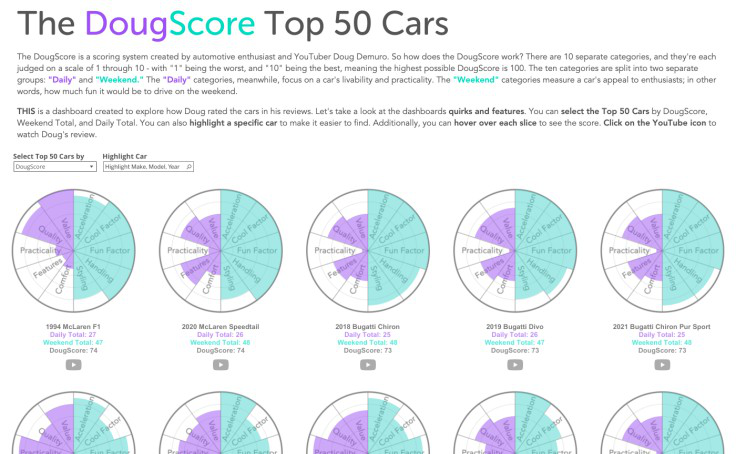 The DougScore Top 50 Cars
The DougScore is a scoring system created by automotive enthusiast and YouTuber Doug Demuro. So how does the DougScore work? There are 10 separate categories, and they're each
judged on a scale of 1 through 10 - with "1" being the worst, and "10" being the best, meaning the highest possible DougScore is 100. The ten categories are split into two separate
groups: "Daily" and "Weekend." The "Daily" categories, meanwhile, focus on a car's livability and practicality. The "Weekend" categories measure a car's appeal to enthusiasts; in other
words, how much fun it would be to drive on the weekend.
THIS is a dashboard created to explore how Doug rated the cars in his reviews. Let's take a look at the dashboards quirks and features. You can select the Top 50 Cars by DougScore,
Weekend Total, and Daily Total. You can also highlight a specific car to make it easier to find. Additionally, you can hover over each slice to see the score. Click on the YouTube icon to
watch Doug's review.
Select Top 50 Cars by Highlight Car
DougScore Highlight Make, Model, Year
Value Acceleration Cool Factor Fun Factor Handling Styling Comfort Features Practicality Quality
Value Acceleration Cool Factor Fun Factor Handling Styling Comfort Features Practicality Quality
Value Acceleration Cool Factor Fun Factor Handling Styling Comfort Features Practicality Quality
Value Acceleration Cool Factor Fun Factor Handling Styling Comfort Features Practicality Quality
Value Acceleration Cool Factor Fun Factor Handling Styling Comfort Features Practicality Quality
1994 McLaren F1 2020 McLaren Speedtail 2018 Bugatti Chiron 2019 Bugatti Divo 2021 Bugatti Chiron Pur Sport
Daily Total: 27 Daily Total: 26 Daily Total: 25 Daily Total: 25 Daily Total: 25
Weekend Total: 47 Weekend Total: 48 Weekend Total: 48 Weekend Total: 48 Weekend Total: 48
DougScore: 74 DougScore: 74 DougScore: 73 DougScore: 73 DougScore: 73
Quality Value Acceleration Cool Factor
Quality Value Acceleration Cool Factor
Quality Value Acceleration Cool Factor
Quality Value Acceleration Cool Factor
Quality Value Acceleration Cool Factor